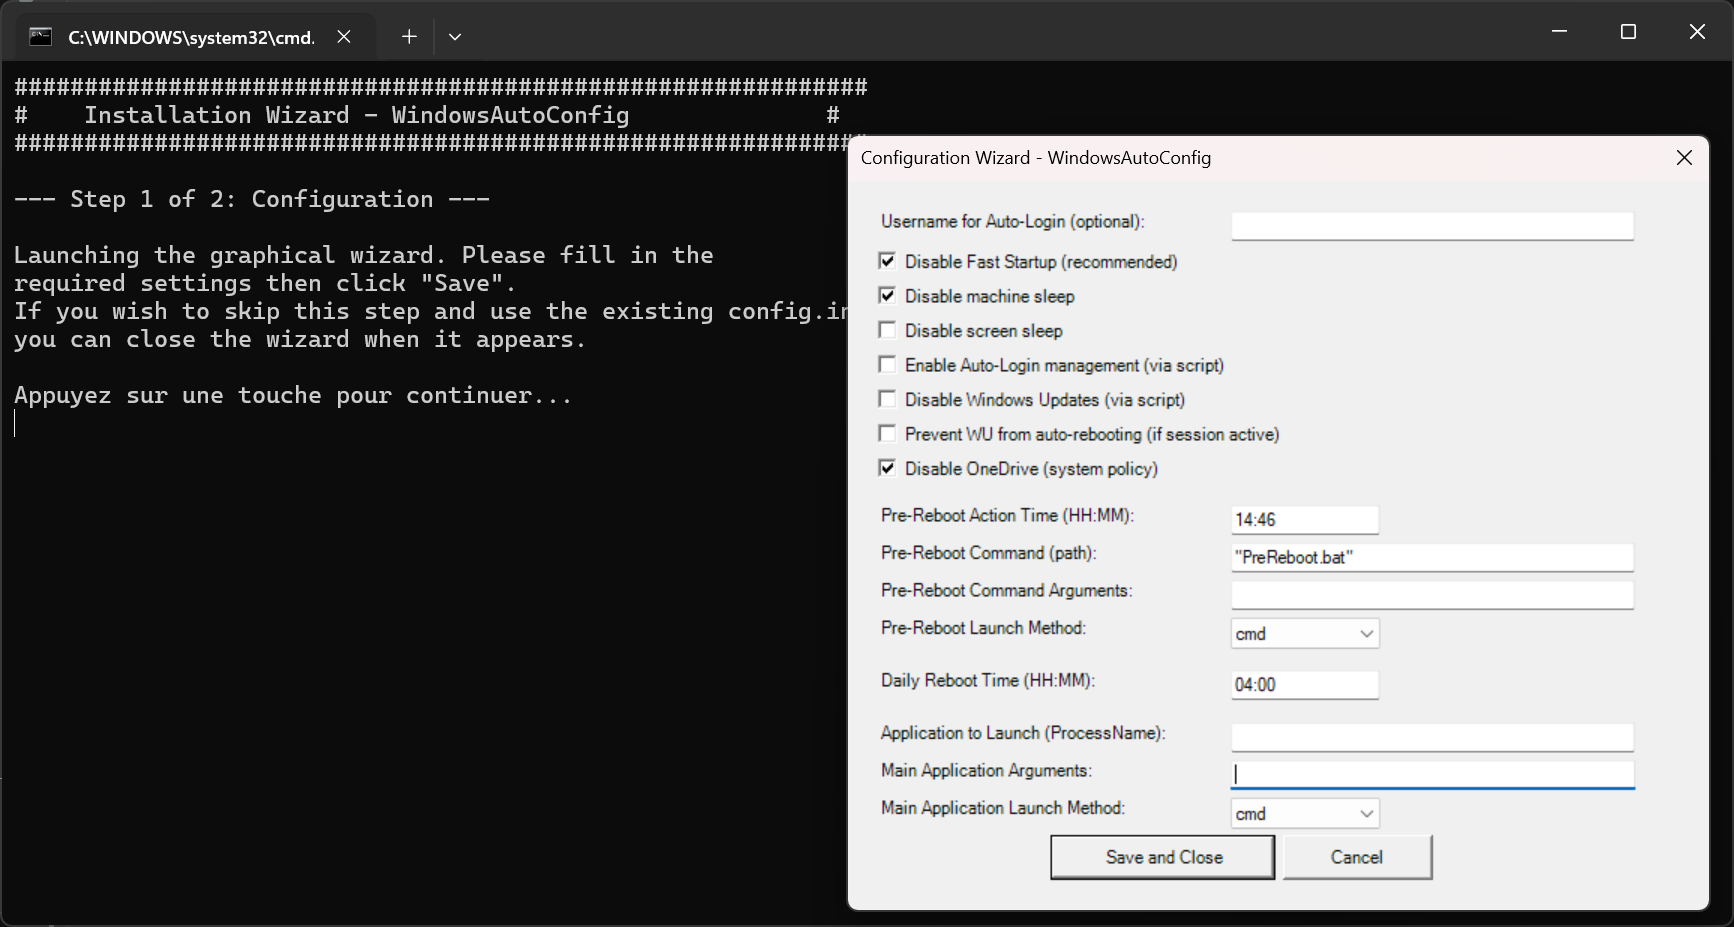 C:\WINDOWS\system32\cmd.
#############################################################
#    Installation Wizard - WindowsAutoConfig              #
#############################################################
--- Step 1 of 2: Configuration ---
Launching the graphical wizard. Please fill in the
required settings then click "Save".
If you wish to skip this step and use the existing config.in
you can close the wizard when it appears.
Appuyez sur une touche pour continuer...
Configuration Wizard - WindowsAutoConfig
Username for Auto-Login (optional):
Disable Fast Startup (recommended)
Disable machine sleep
Disable screen sleep
Enable Auto-Login management (via script)
Disable Windows Updates (via script)
Prevent WU from auto-rebooting (if session active)
Disable OneDrive (system policy)
Pre-Reboot Action Time (HH:MM): 14:46
Pre-Reboot Command (path): "PreReboot.bat"
Pre-Reboot Command Arguments:
Pre-Reboot Launch Method: cmd
Daily Reboot Time (HH:MM): 04:00
Application to Launch (ProcessName):
Main Application Arguments:
Main Application Launch Method: cmd
Save and Close Cancel